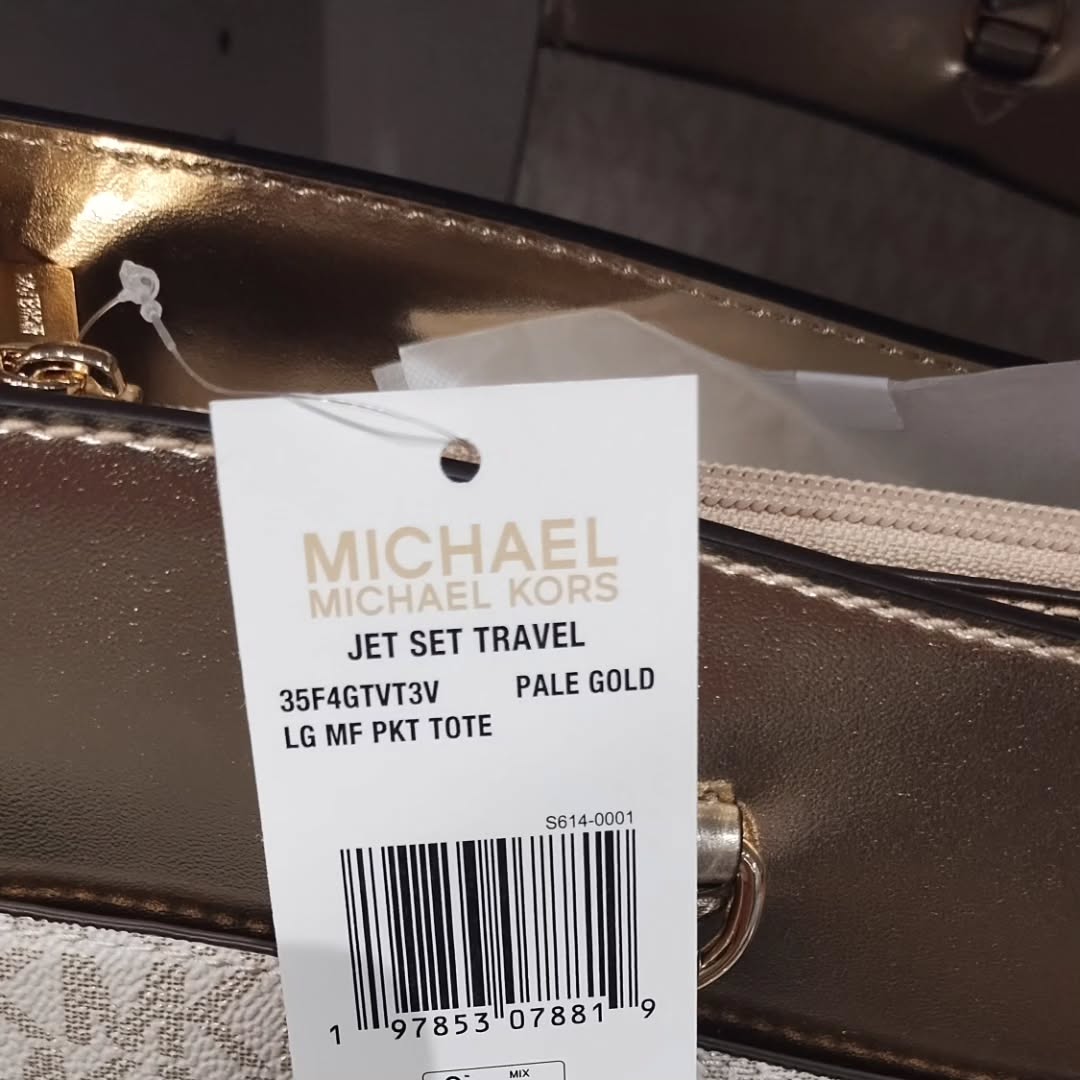 MICHAEL
MICHAEL KORS
JET SET TRAVEL
35F4GTVT3V PALE GOLD
LG MF PKT TOTE
S614-0001
1 97853 07881 9
MIX